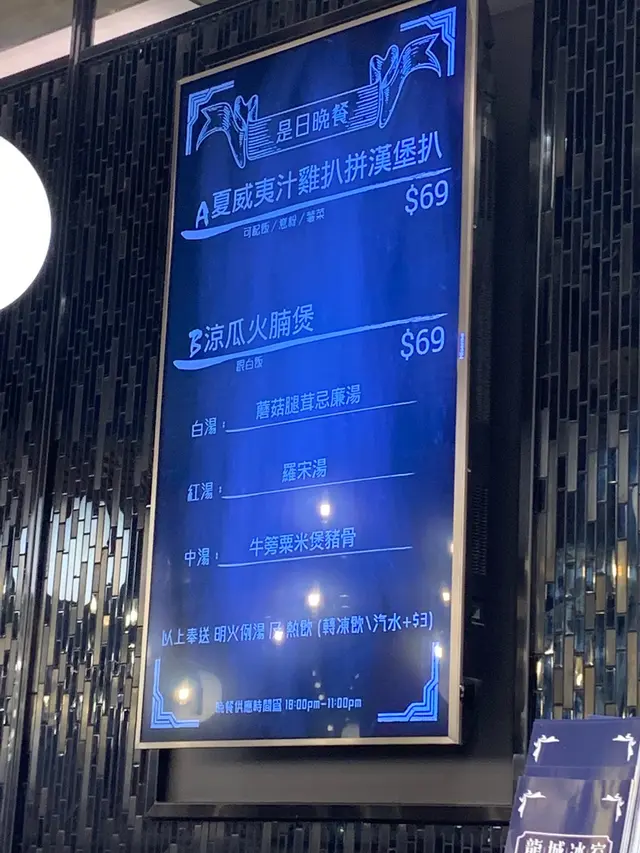 是日晚餐
A夏威夷汁雞扒拼漢堡扒
$69
可配飯/意粉/薯菜
B涼瓜火腩煲
$69
跟白飯
白湯: 蘑菇腿茸忌廉湯
紅湯: 羅宋湯
中湯: 牛蒡粟米煲豬骨
以上奉送 明火例湯 及 熱飲 (轉凍飲\汽水+$3)
晚餐供應時間為 18:00pm-11:00pm
龍城冰室